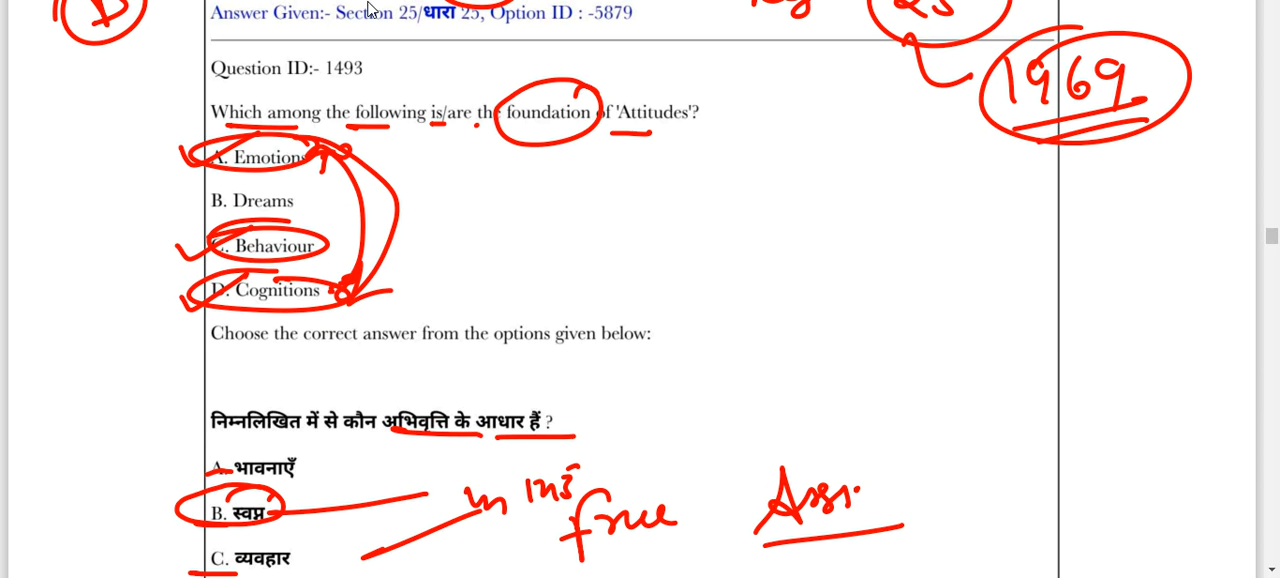 Answer Given:- Section 25/धारा 25, Option ID : -5879
Question ID:- 1493
1969
Which among the following is/are the foundation of 'Attitudes'?
A. Emotions
B. Dreams
C. Behaviour
D. Cognitions
Choose the correct answer from the options given below:
निम्नलिखित में से कौन अभिवृत्ति के आधार हैं ?
A. भावनाएँ
B. स्वप्न
C. व्यवहार